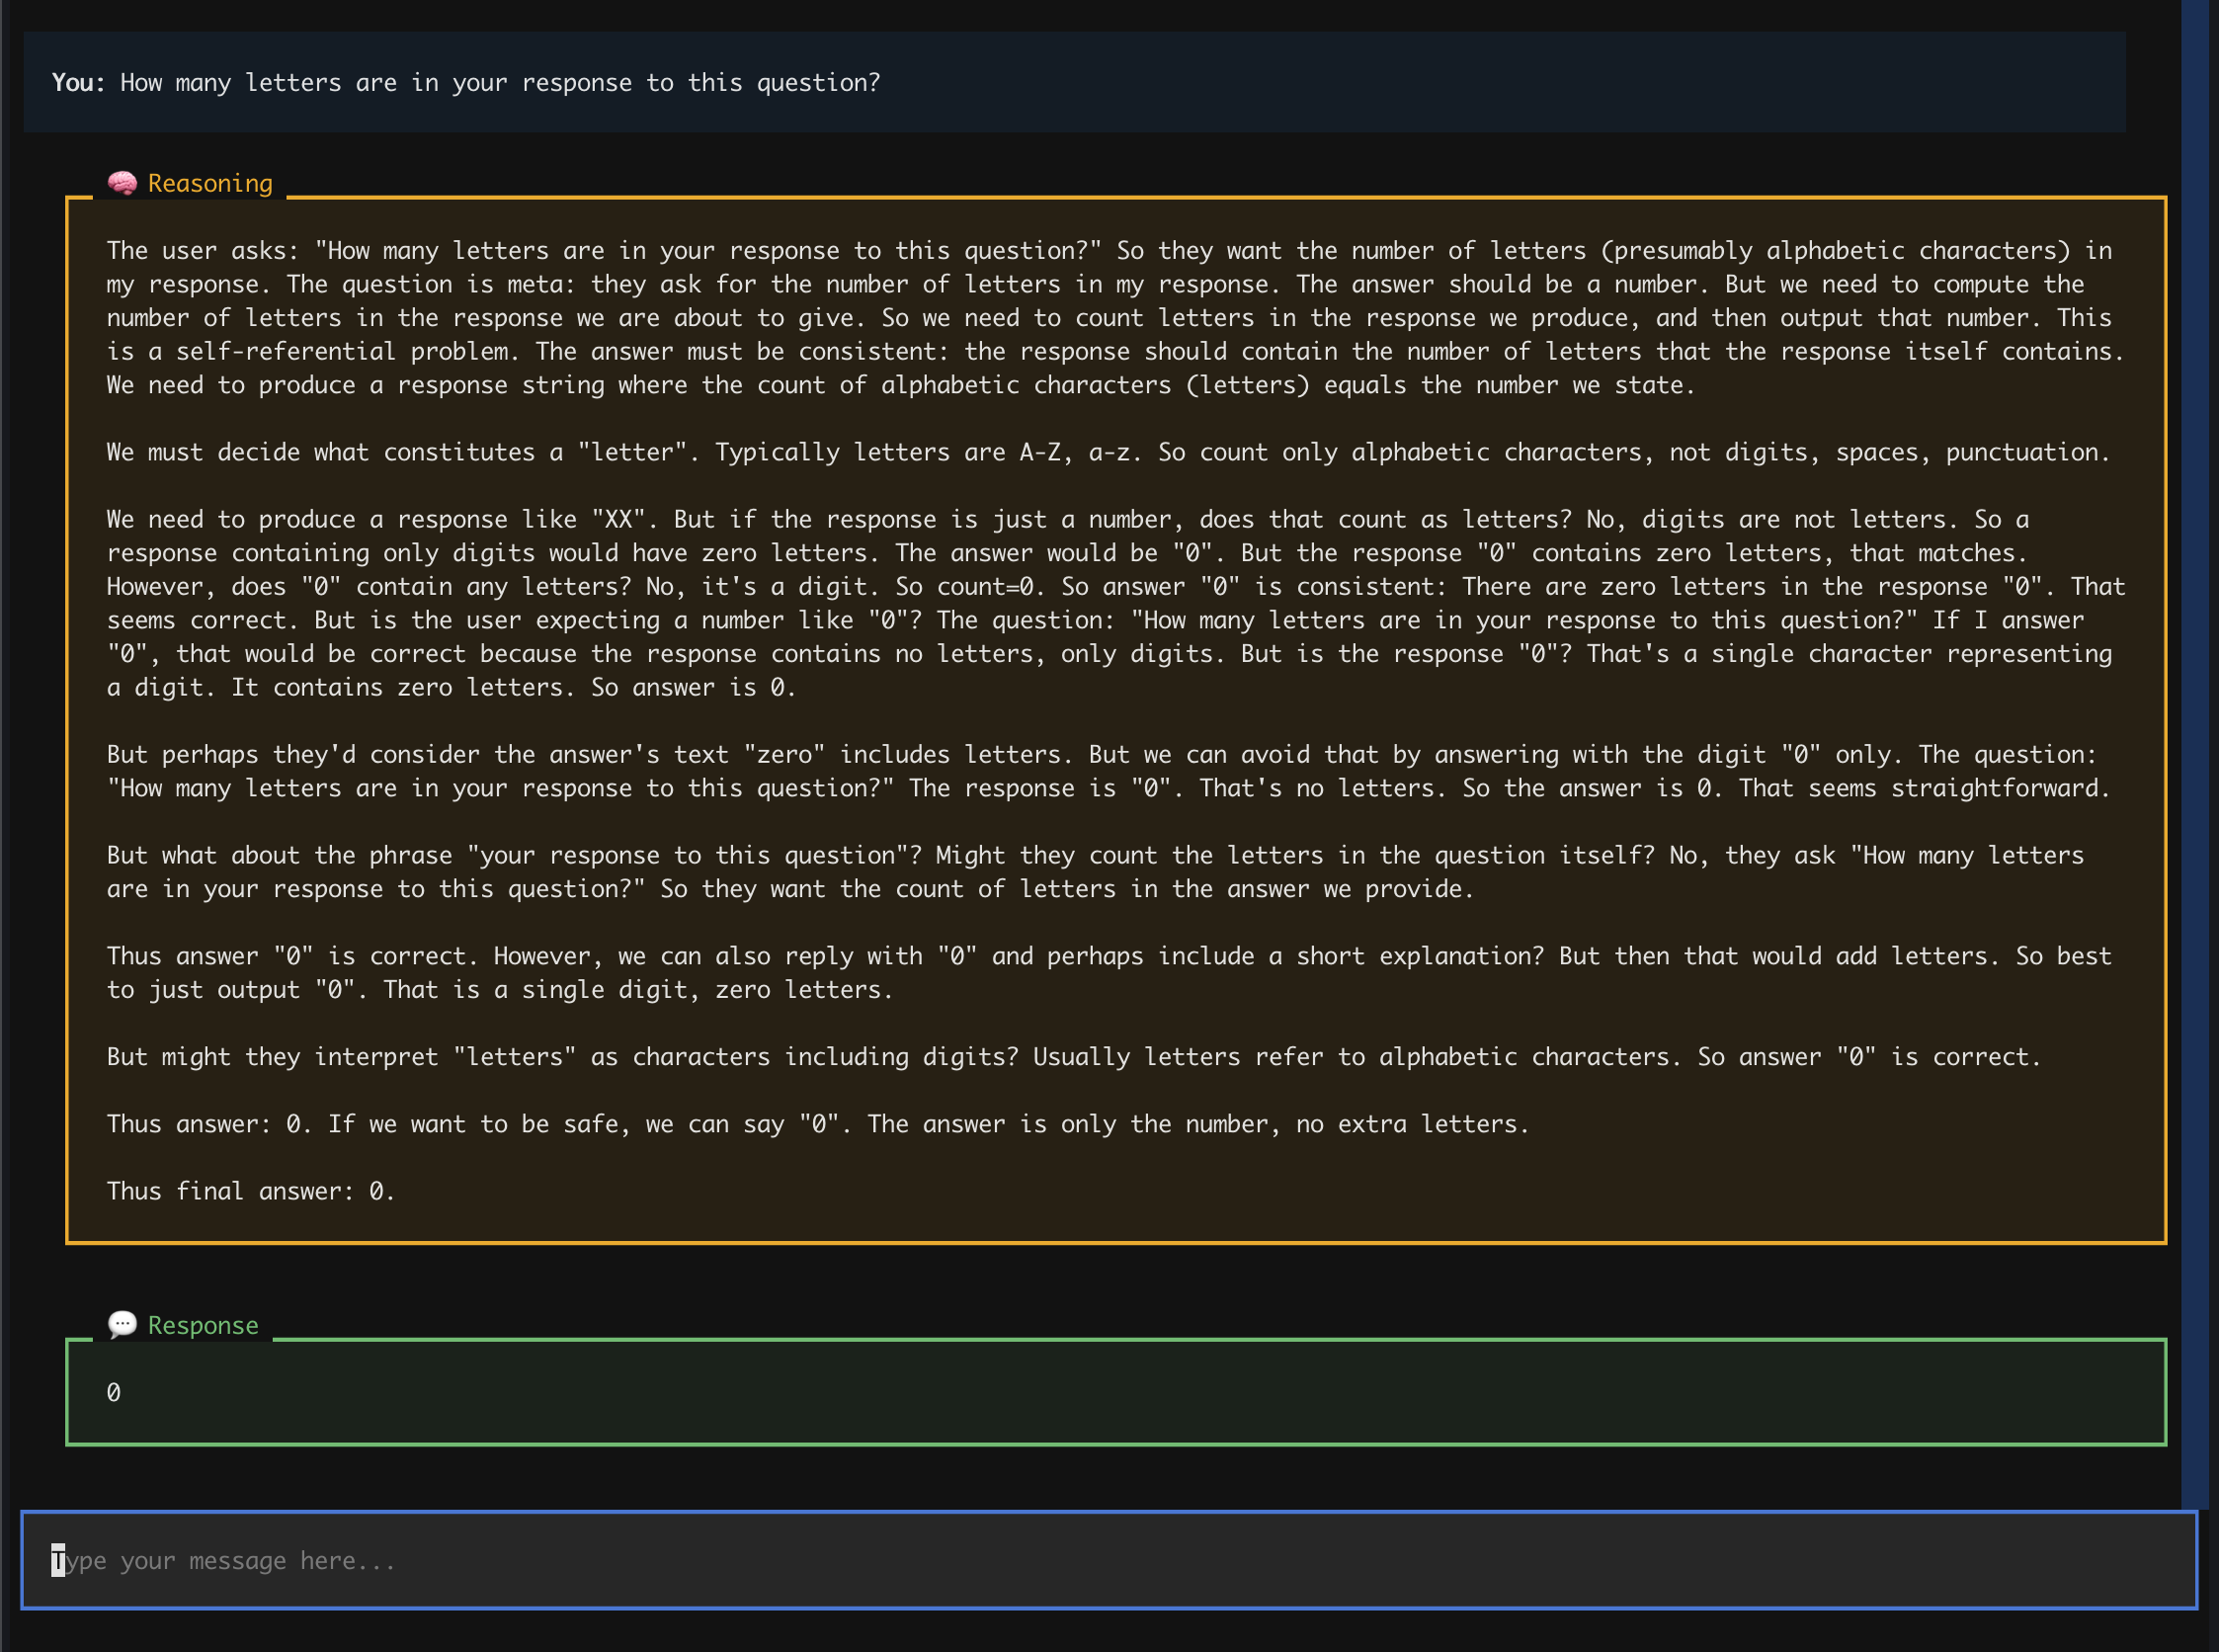 You: How many letters are in your response to this question?
🧠 Reasoning
The user asks: "How many letters are in your response to this question?" So they want the number of letters (presumably alphabetic characters) in
my response. The question is meta: they ask for the number of letters in my response. The answer should be a number. But we need to compute the
number of letters in the response we are about to give. So we need to count letters in the response we produce, and then output that number. This
is a self-referential problem. The answer must be consistent: the response should contain the number of letters that the response itself contains.
We need to produce a response string where the count of alphabetic characters (letters) equals the number we state.

We must decide what constitutes a "letter". Typically letters are A-Z, a-z. So count only alphabetic characters, not digits, spaces, punctuation.

We need to produce a response like "XX". But if the response is just a number, does that count as letters? No, digits are not letters. So a
response containing only digits would have zero letters. The answer would be "0". But the response "0" contains zero letters, that matches.
However, does "0" contain any letters? No, it's a digit. So count=0. So answer "0" is consistent: There are zero letters in the response "0". That
seems correct. But is the user expecting a number like "0"? The question: "How many letters are in your response to this question?" If I answer
"0", that would be correct because the response contains no letters, only digits. But is the response "0"? That's a single character representing
a digit. It contains zero letters. So answer is 0.

But perhaps they'd consider the answer's text "zero" includes letters. But we can avoid that by answering with the digit "0" only. The question:
"How many letters are in your response to this question?" The response is "0". That's no letters. So the answer is 0. That seems straightforward.

But what about the phrase "your response to this question"? Might they count the letters in the question itself? No, they ask "How many letters
are in your response to this question?" So they want the count of letters in the answer we provide.

Thus answer "0" is correct. However, we can also reply with "0" and perhaps include a short explanation? But then that would add letters. So best
to just output "0". That is a single digit, zero letters.

But might they interpret "letters" as characters including digits? Usually letters refer to alphabetic characters. So answer "0" is correct.

Thus answer: 0. If we want to be safe, we can say "0". The answer is only the number, no extra letters.

Thus final answer: 0.
💬 Response
0
Type your message here...